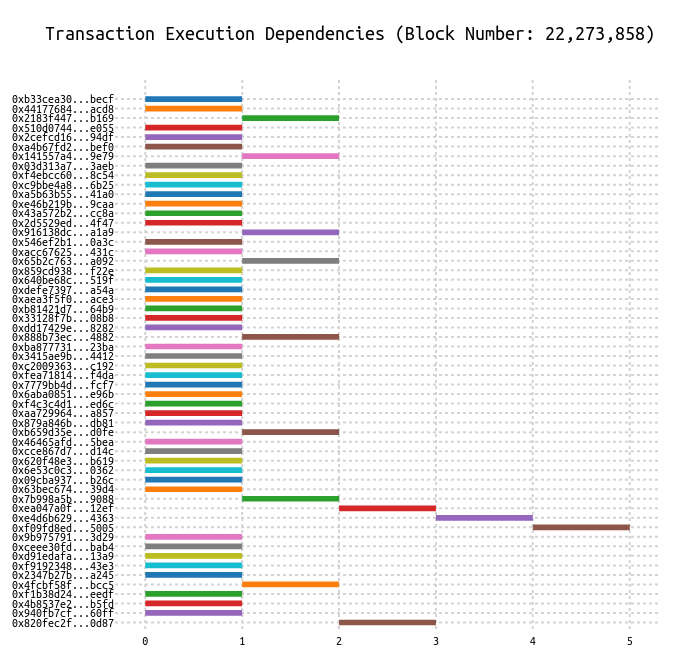 Transaction Execution Dependencies (Block Number: 22,273,858)
0xb33cea30...becf
0x44177684...acd8
0x2183f447...b169
0x510d0744...e055
0x2cefcd16...94df
0xa4b67fd2...bef0
0x141557a4...9e79
0x03d313a7...3aeb
0xf4ebcc60...8c54
0xc9bbe4a8...6b25
0xa5b63b55...41a0
0xe46b219b...9caa
0x43a572b2...cc8a
0x2d5529ed...4f47
0x916138dc...a1a9
0x546ef2b1...0a3c
0xacc67625...431c
0x65b2c763...a092
0x859cd938...f22e
0x640be68c...519f
0xdefe7397...a54a
0xaea3f5f0...ace3
0xb81421d7...64b9
0x33128f7b...08b8
0xdd17429e...8282
0x888b73ec...4882
0xba877731...23ba
0x3415ae9b...4412
0xc2009363...c192
0xfea71814...f4da
0x7779bb4d...fcf7
0x6aba0851...e96b
0xf4c3c4d1...ed6c
0xaa729964...a857
0x879a846b...db81
0xb659d35e...d0fe
0x46465afd...5bea
0xcce867d7...d14c
0x620f48e3...b619
0x6e53c0c3...0362
0x09cba937...b26c
0x63bec674...39d4
0x7b998a5b...9088
0xea047a0f...12ef
0xe4d6b629...4363
0xf09fd8ed...5005
0x9b975791...3d29
0xceee30fd...bab4
0xd91edafa...13a9
0xf9192348...43e3
0x2347b27b...a245
0x4fcbf58f...bcc5
0xf1b38d24...eedf
0x4b8537e2...b5fd
0x940fb7cf...60ff
0x820fec2f...0d87
0 1 2 3 4 5